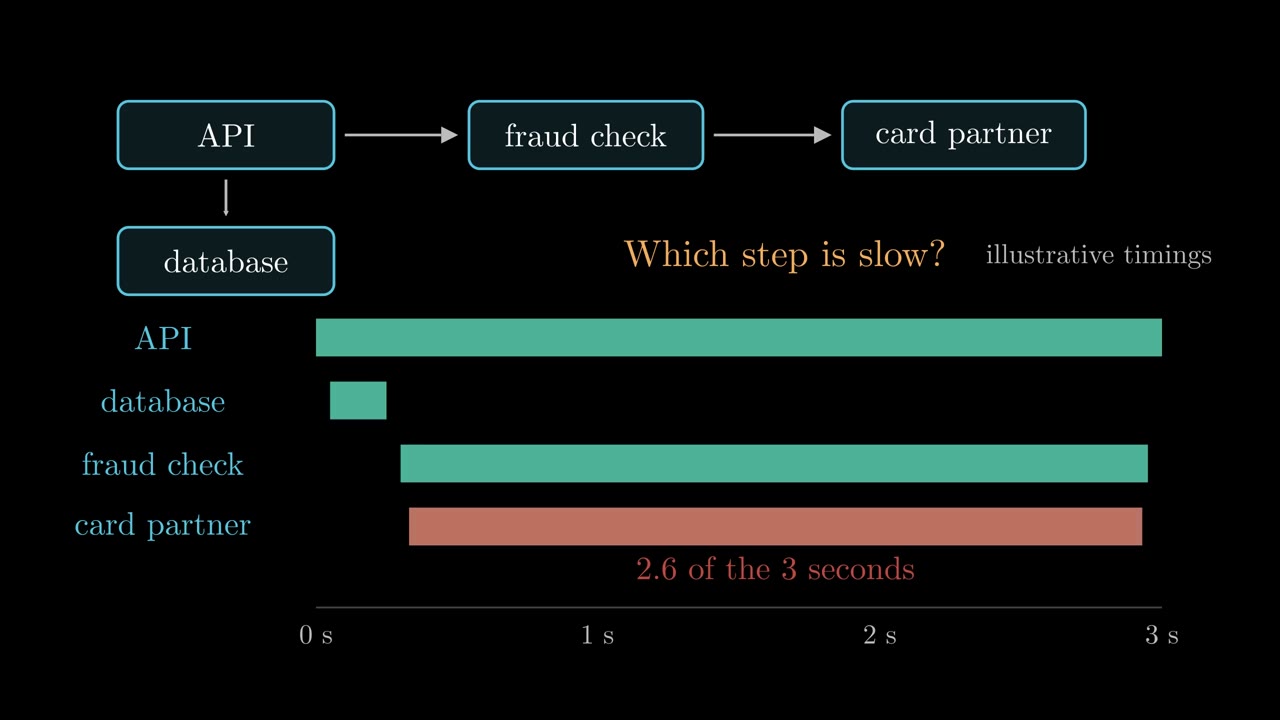 API
fraud check
card partner
database
Which step is slow?
illustrative timings
API
database
fraud check
card partner
2.6 of the 3 seconds
0 s
1 s
2 s
3 s